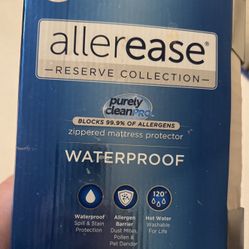 allerease®
RESERVE COLLECTION
purely
cleanPRO
BLOCKS 99.9% OF ALLERGENS
zippered mattress protector
WATERPROOF
120°
Waterproof
Spill & Stain
Protection
Allergen
Barrier
Dust Mites,
Pollen &
Pet Dander
Hot Water
Washable
For Life